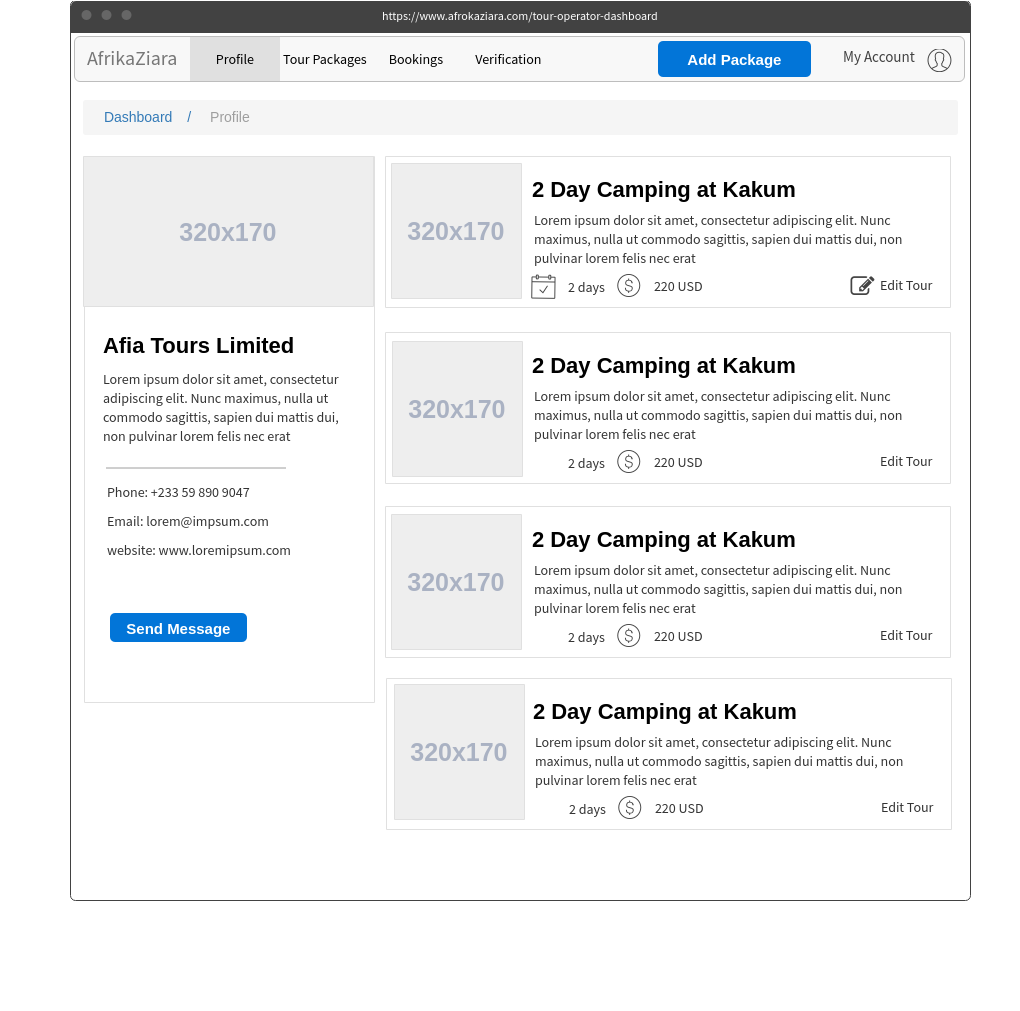 https://www.afrokaziara.com/tour-operator-dashboard
AfrikaZiara
Profile
Tour Packages
Bookings
Verification
Add Package
My Account
Dashboard / Profile
320x170
Afia Tours Limited
Lorem ipsum dolor sit amet, consectetur
adipiscing elit. Nunc maximus, nulla ut
commodo sagittis, sapien dui mattis dui,
non pulvinar lorem felis nec erat
Phone: +233 59 890 9047
Email: lorem@impsum.com
website: www.loremipsum.com
Send Message
320x170
2 Day Camping at Kakum
Lorem ipsum dolor sit amet, consectetur adipiscing elit. Nunc
maximus, nulla ut commodo sagittis, sapien dui mattis dui, non
pulvinar lorem felis nec erat
2 days $ 220 USD Edit Tour
320x170
2 Day Camping at Kakum
Lorem ipsum dolor sit amet, consectetur adipiscing elit. Nunc
maximus, nulla ut commodo sagittis, sapien dui mattis dui, non
pulvinar lorem felis nec erat
2 days $ 220 USD Edit Tour
320x170
2 Day Camping at Kakum
Lorem ipsum dolor sit amet, consectetur adipiscing elit. Nunc
maximus, nulla ut commodo sagittis, sapien dui mattis dui, non
pulvinar lorem felis nec erat
2 days $ 220 USD Edit Tour
320x170
2 Day Camping at Kakum
Lorem ipsum dolor sit amet, consectetur adipiscing elit. Nunc
maximus, nulla ut commodo sagittis, sapien dui mattis dui, non
pulvinar lorem felis nec erat
2 days $ 220 USD Edit Tour